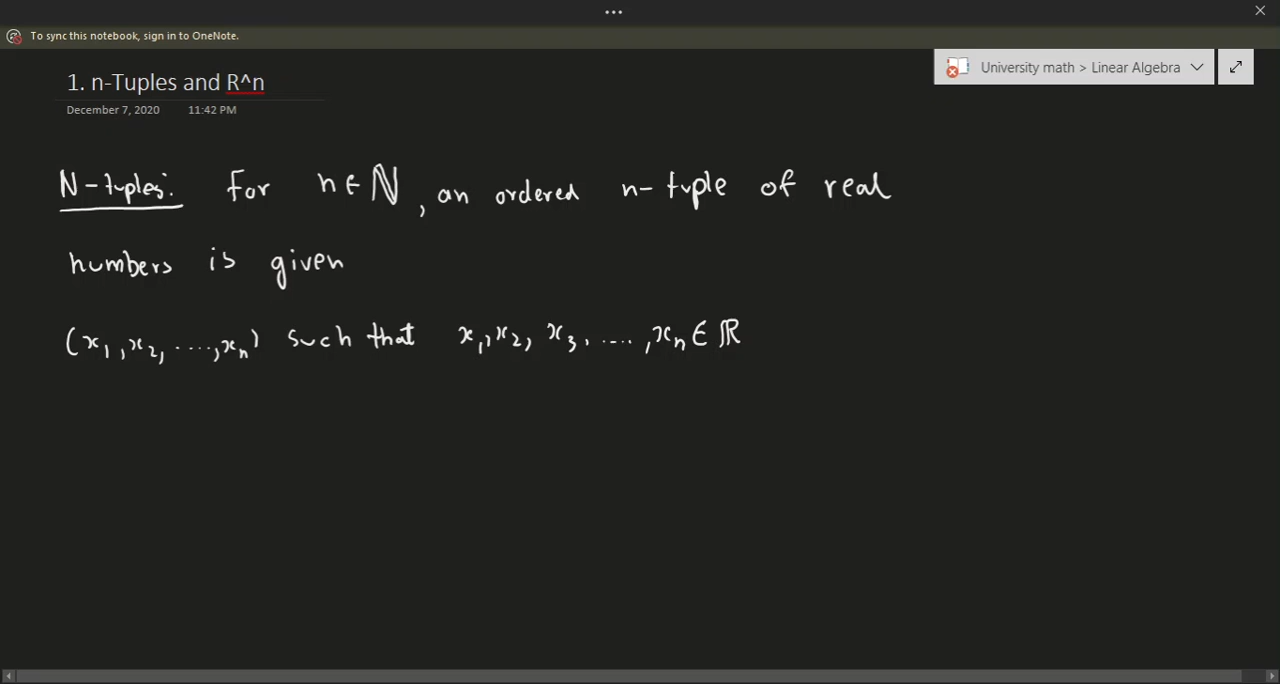 To sync this notebook, sign in to OneNote.
University math > Linear Algebra
1. n-Tuples and R^n
December 7, 2020 11:42 PM
N-tuples: For n ∈ ℕ, an ordered n-tuple of real
numbers is given
(x₁, x₂, ...., xₙ) such that x₁, x₂, x₃, ...., xₙ ∈ ℝ